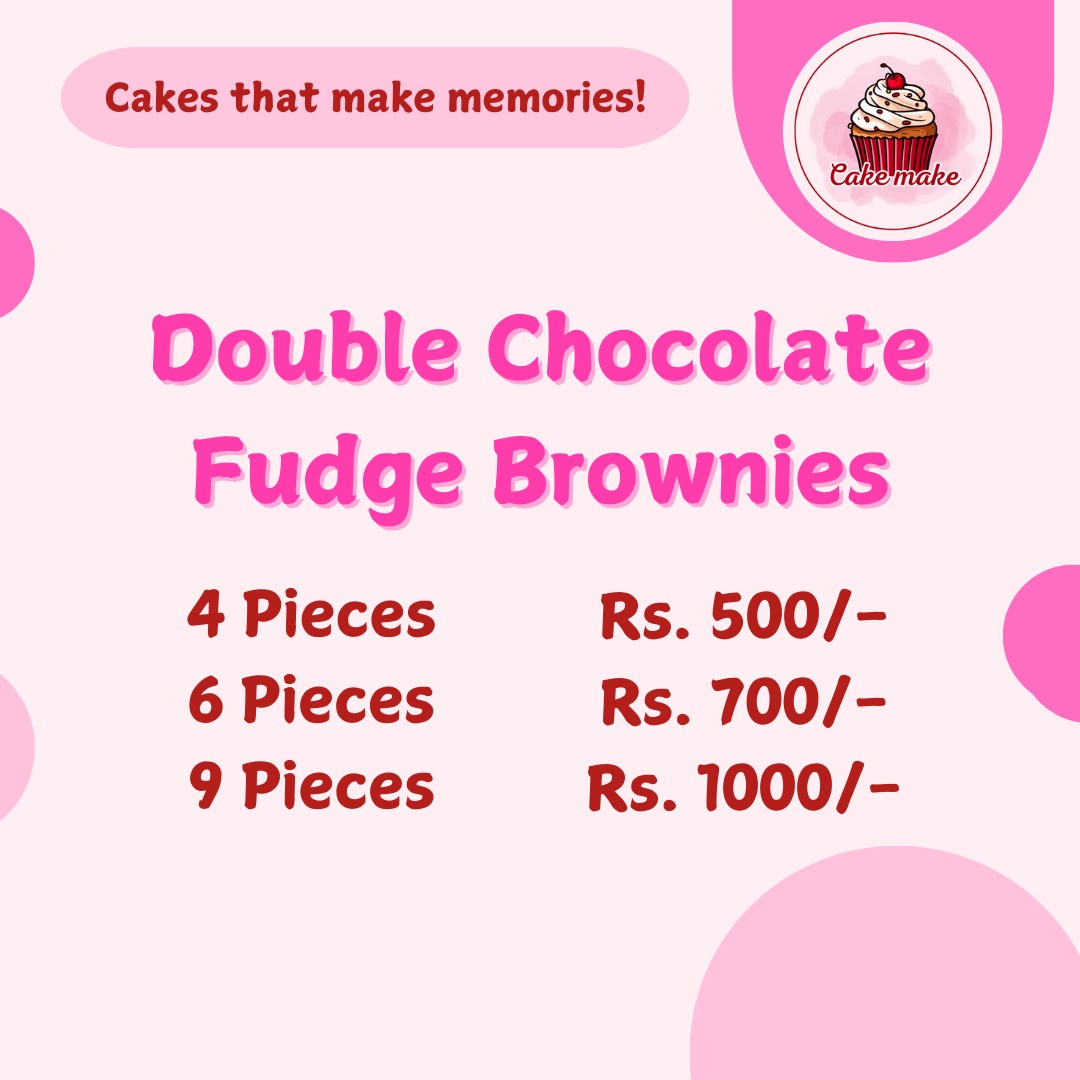 Cakes that make memories!
Cake make
Double Chocolate
Fudge Brownies
4 Pieces Rs. 500/-
6 Pieces Rs. 700/-
9 Pieces Rs. 1000/-